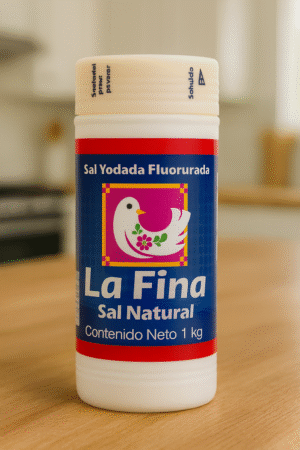 Sal Yodada Fluorurada
La Fina
Sal Natural
Contenido Neto 1 kg